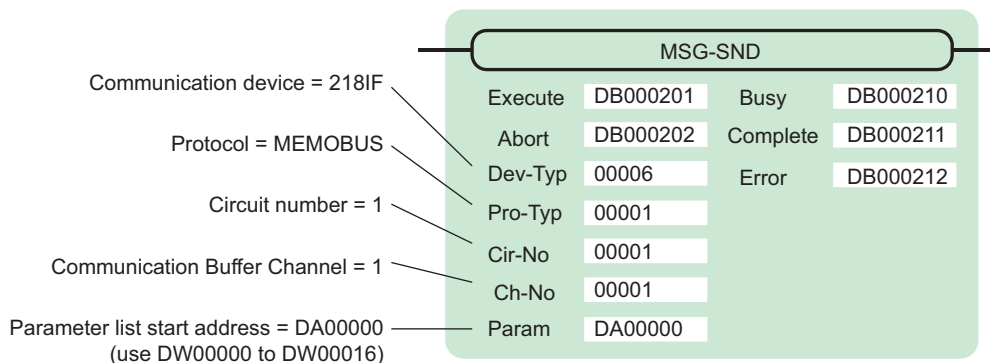 MSG-SND
Communication device = 218IF
Execute DB000201 Busy DB000210
Protocol = MEMOBUS
Abort DB000202 Complete DB000211
Dev-Typ 00006 Error DB000212
Circuit number = 1
Pro-Typ 00001
Cir-No 00001
Communication Buffer Channel = 1
Ch-No 00001
Parameter list start address = DA00000
Param DA00000
(use DW00000 to DW00016)